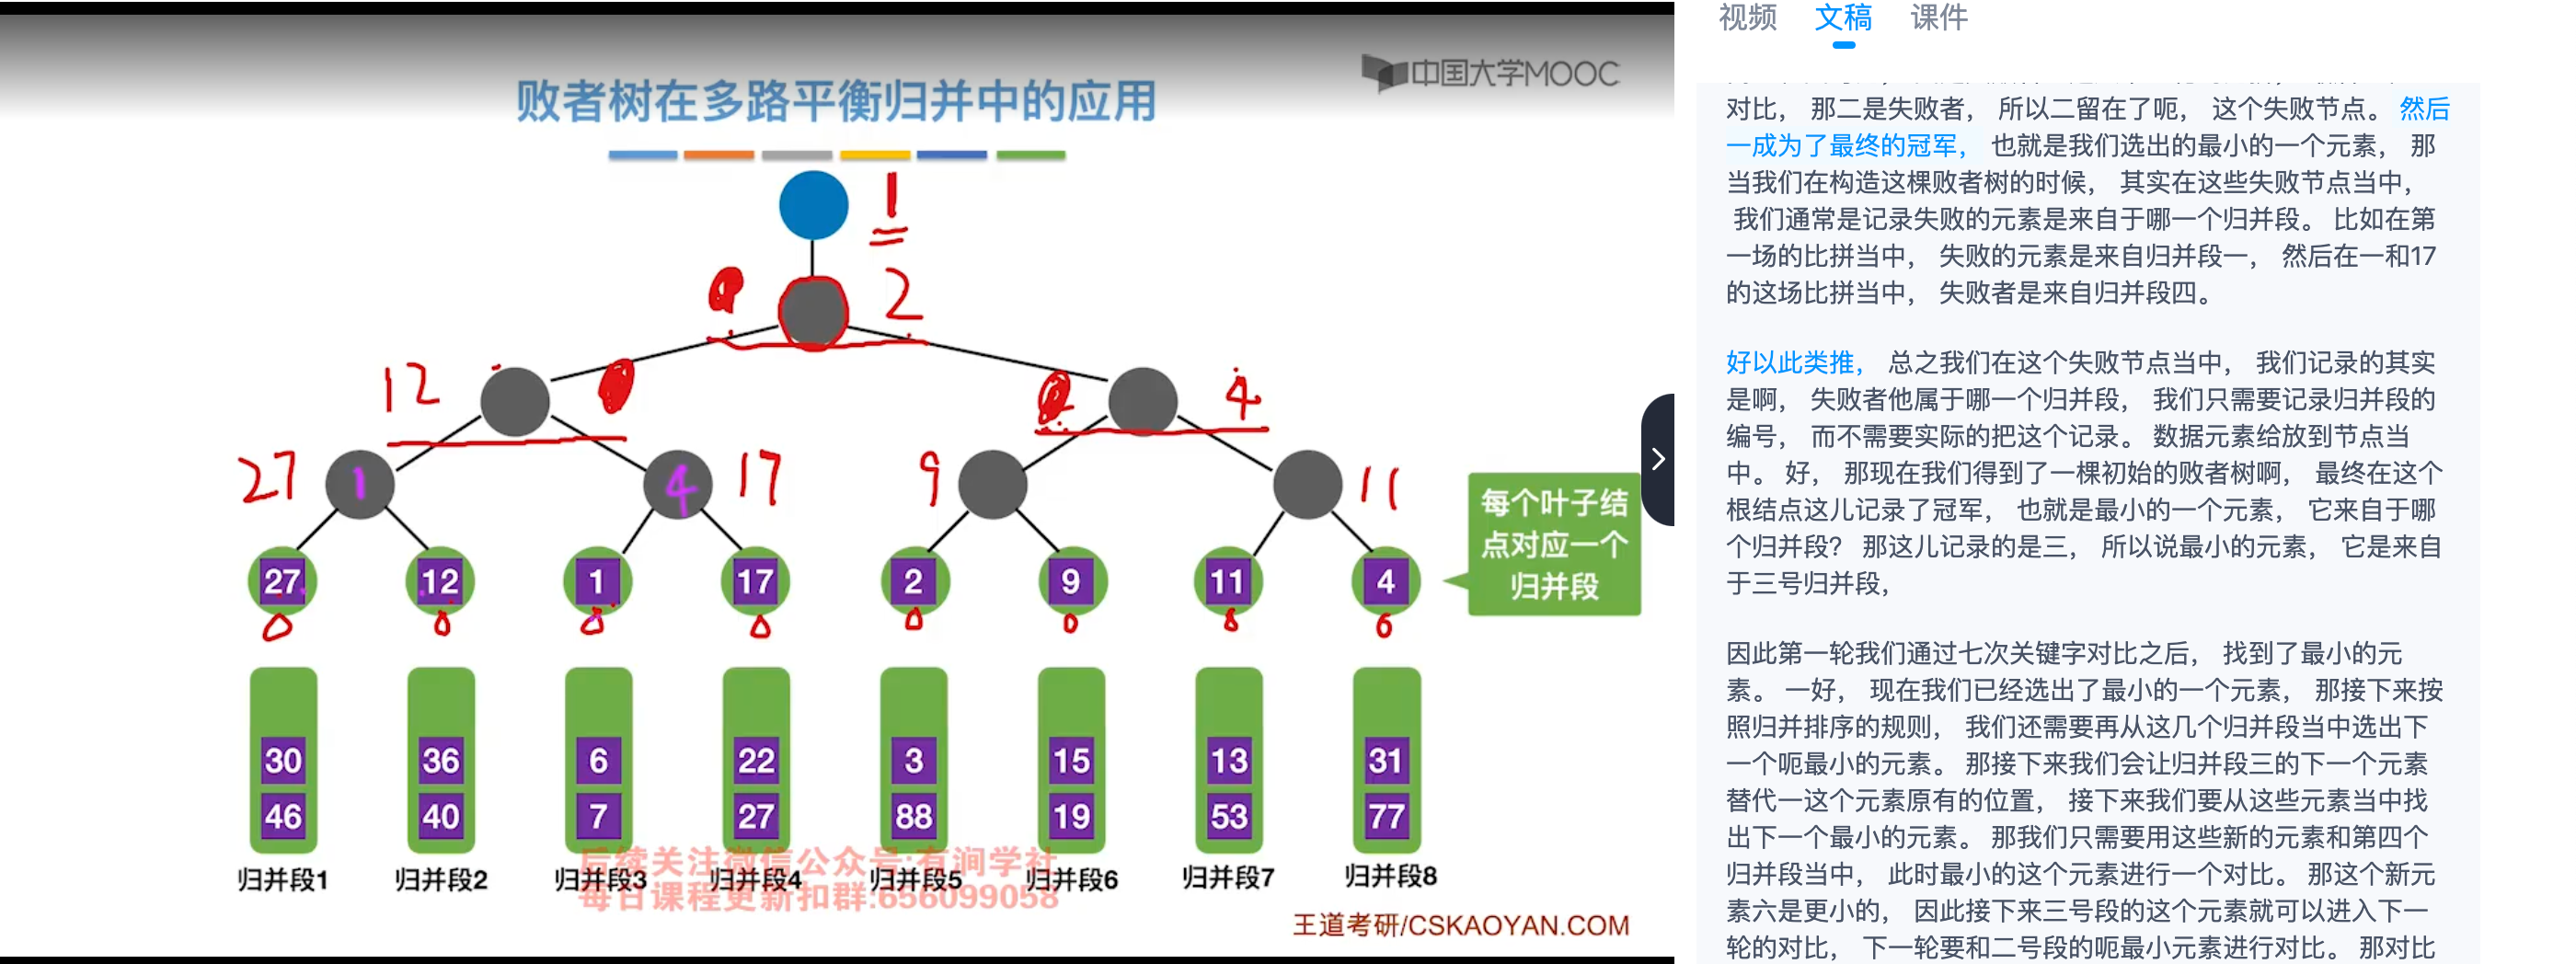 中国大学MOOC
败者树在多路平衡归并中的应用
1
2
12
4
27
1
4
17
9
11
27
12
1
17
2
9
11
4
每个叶子结
点对应一个
归并段
30
36
6
22
3
15
13
31
46
40
7
27
88
19
53
77
归并段1
归并段2
归并段3
归并段4
归并段5
归并段6
归并段7
归并段8
后续关注微信公众号:有涧学社
每日课程更新扣群:656099058
王道考研/CSKAOYAN.COM
视频 文稿 课件
对比， 那二是失败者， 所以二留在了呃， 这个失败节点。 然后
一成为了最终的冠军， 也就是我们选出的最小的一个元素， 那
当我们在构造这棵败者树的时候， 其实在这些失败节点当中，
我们通常是记录失败的元素是来自于哪一个归并段。 比如在第
一场的比拼当中， 失败的元素是来自归并段一， 然后在一和17
的这场比拼当中， 失败者是来自归并段四。
好以此类推， 总之我们在这个失败节点当中， 我们记录的其实
是啊， 失败者他属于哪一个归并段， 我们只需要记录归并段的
编号， 而不需要实际的把这个记录。 数据元素给放到节点当
中。 好， 那现在我们得到了一棵初始的败者树啊， 最终在这个
根结点这儿记录了冠军， 也就是最小的一个元素， 它来自于哪
个归并段？ 那这儿记录的是三， 所以说最小的元素， 它是来自
于三号归并段，
因此第一轮我们通过七次关键字对比之后， 找到了最小的元
素。 一好， 现在我们已经选出了最小的一个元素， 那接下来按
照归并排序的规则， 我们还需要再从这几个归并段当中选出下
一个呃最小的元素。 那接下来我们会让归并段三的下一个元素
替代一这个元素原有的位置， 接下来我们要从这些元素当中找
出下一个最小的元素。 那我们只需要用这些新的元素和第四个
归并段当中， 此时最小的这个元素进行一个对比。 那这个新元
素六是更小的， 因此接下来三号段的这个元素就可以进入下一
轮的对比， 下一轮要和二号段的呃最小元素进行对比。 那对比